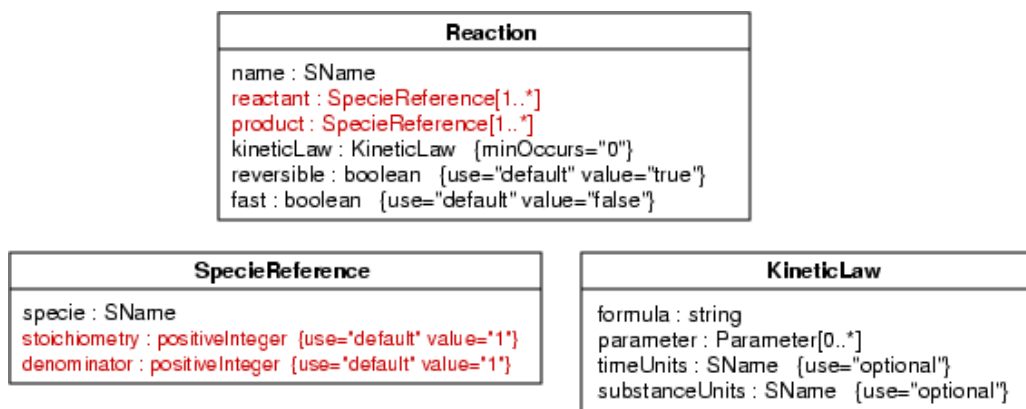 Reaction
name : SName
reactant : SpecieReference[1..*]
product : SpecieReference[1..*]
kineticLaw : KineticLaw {minOccurs="0"}
reversible : boolean {use="default" value="true"}
fast : boolean {use="default" value="false"}
SpecieReference
specie : SName
stoichiometry : positiveInteger {use="default" value="1"}
denominator : positiveInteger {use="default" value="1"}
KineticLaw
formula : string
parameter : Parameter[0..*]
timeUnits : SName {use="optional"}
substanceUnits : SName {use="optional"}